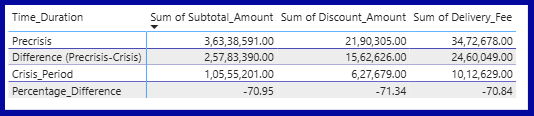 Time_Duration Sum of Subtotal_Amount Sum of Discount_Amount Sum of Delivery_Fee
Precrisis 3,63,38,591.00 21,90,305.00 34,72,678.00
Difference (Precrisis-Crisis) 2,57,83,390.00 15,62,626.00 24,60,049.00
Crisis_Period 1,05,55,201.00 6,27,679.00 10,12,629.00
Percentage_Difference -70.95 -71.34 -70.84